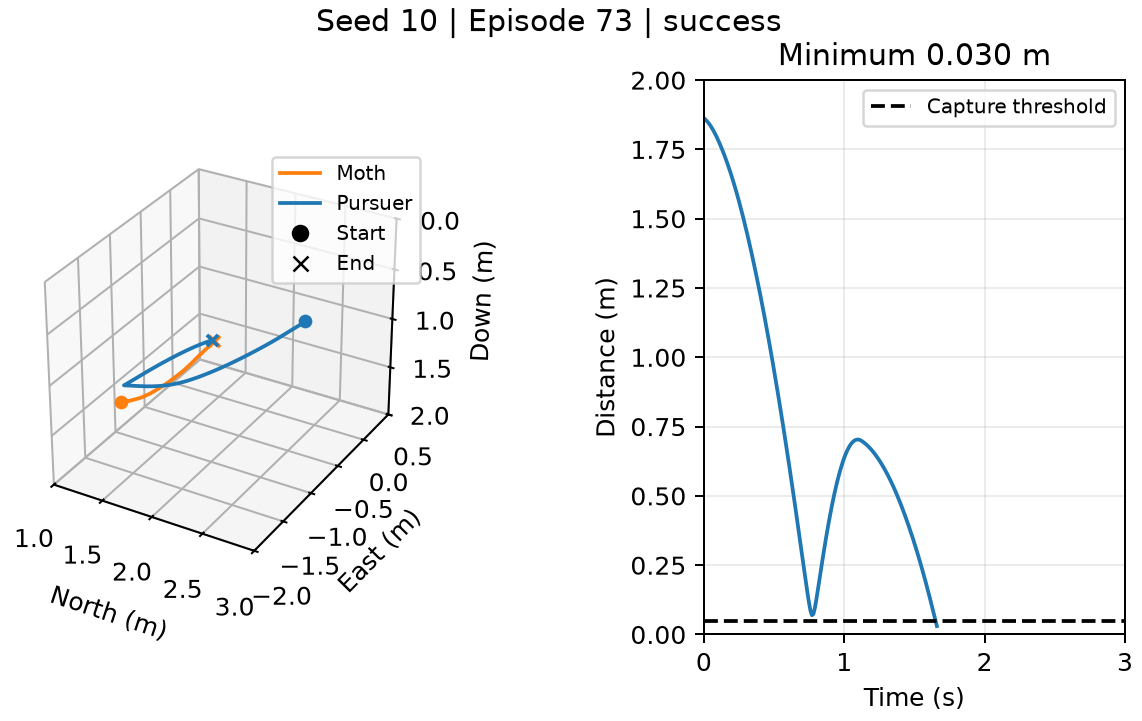 Seed 10 | Episode 73 | success
Moth
Pursuer
Start
End
0.0
0.5
1.0
1.5
2.0
Down (m)
0.5
0.0
−0.5
−1.0
−1.5
−2.0
East (m)
1.0
1.5
2.0
2.5
3.0
North (m)
Minimum 0.030 m
Capture threshold
2.00
1.75
1.50
1.25
1.00
0.75
0.50
0.25
0.00
Distance (m)
0
1
2
3
Time (s)